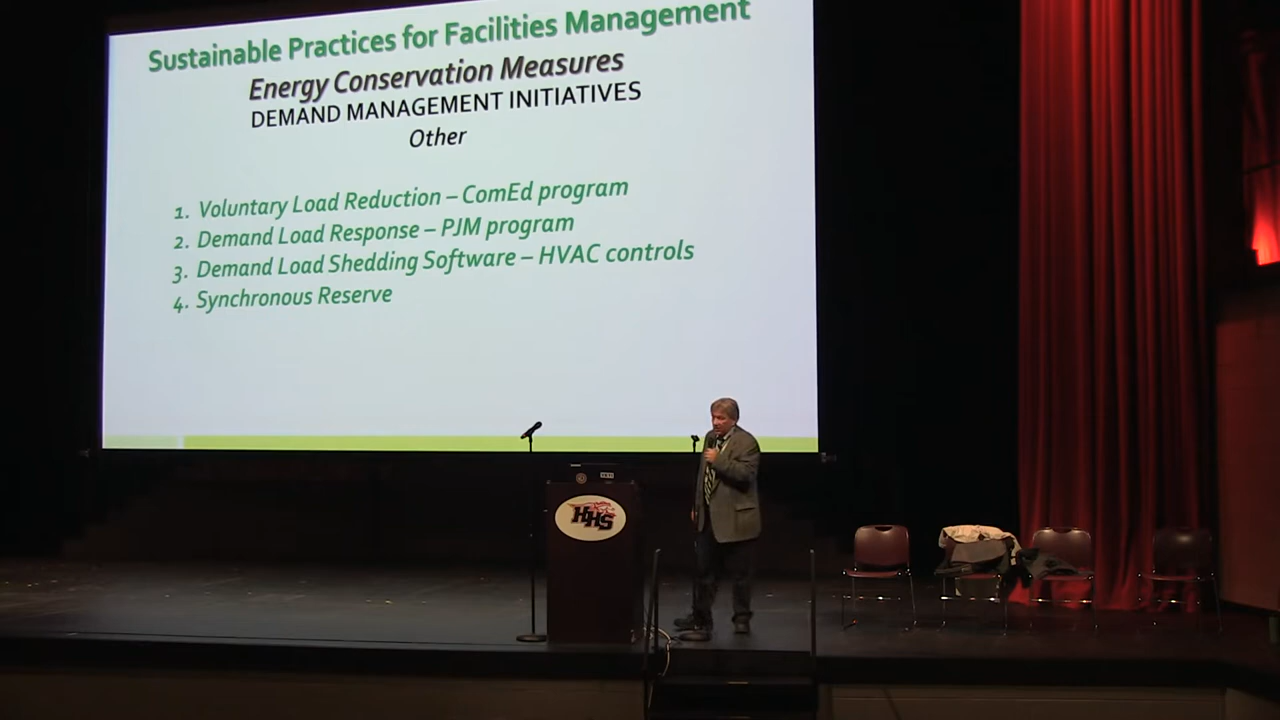 Sustainable Practices for Facilities Management
Energy Conservation Measures
DEMAND MANAGEMENT INITIATIVES
Other
1. Voluntary Load Reduction – ComEd program
2. Demand Load Response – PJM program
3. Demand Load Shedding Software – HVAC controls
4. Synchronous Reserve
HHS